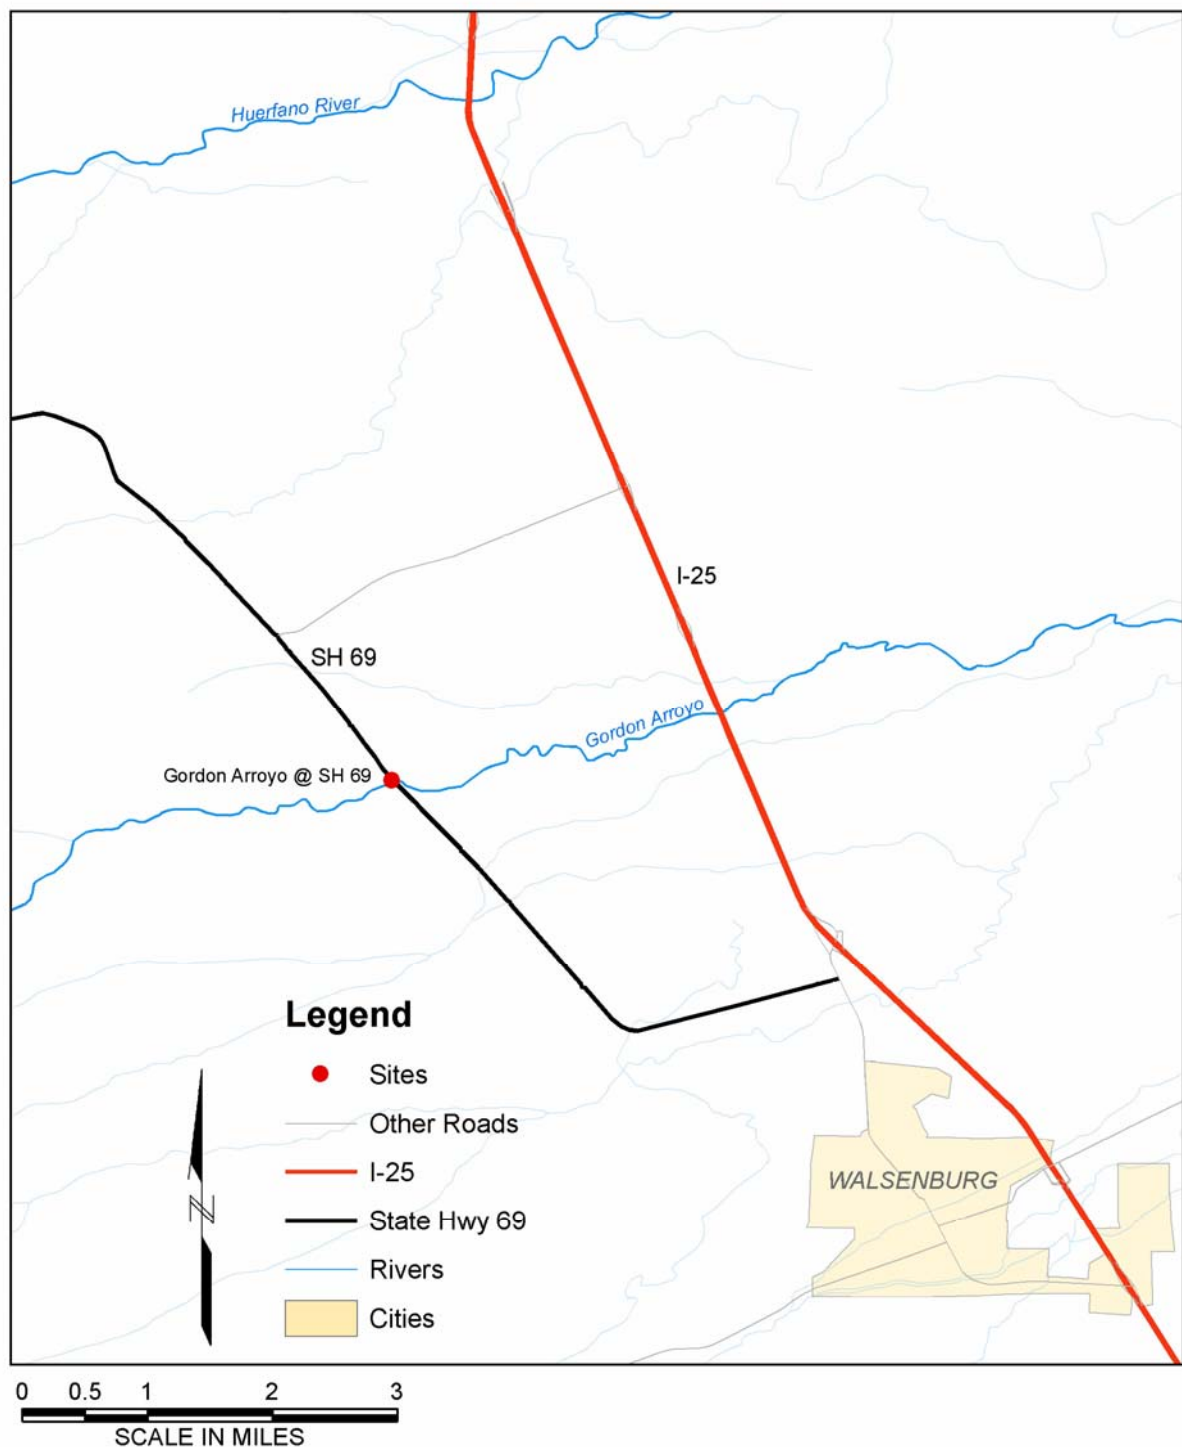 Huerfano River
I-25
SH 69
Gordon Arroyo
Gordon Arroyo @ SH 69
Legend
Sites
Other Roads
I-25
State Hwy 69
Rivers
Cities
N
WALSENBURG
0 0.5 1 2 3
SCALE IN MILES